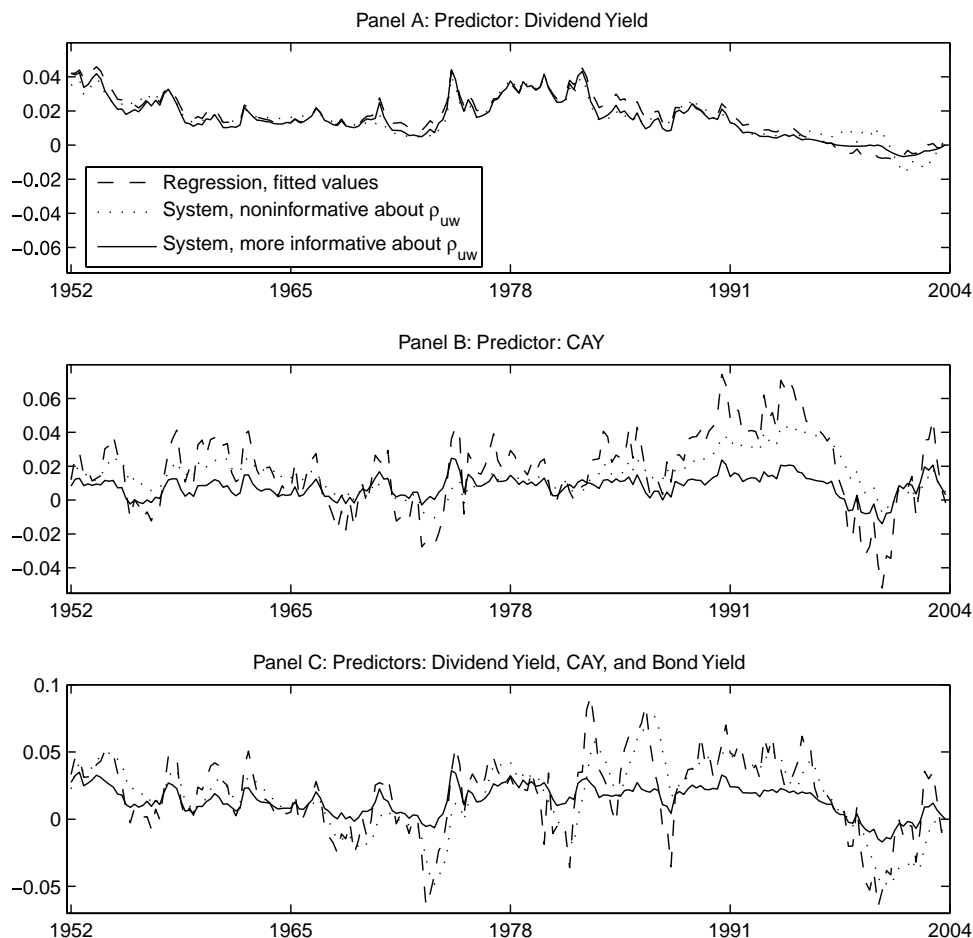 Panel A: Predictor: Dividend Yield
0.04
0.02
0
−0.02
−0.04
−0.06
Regression, fitted values
System, noninformative about ρuw
System, more informative about ρuw
1952 1965 1978 1991 2004
Panel B: Predictor: CAY
0.06
0.04
0.02
0
−0.02
−0.04
1952 1965 1978 1991 2004
Panel C: Predictors: Dividend Yield, CAY, and Bond Yield
0.1
0.05
0
−0.05
1952 1965 1978 1991 2004